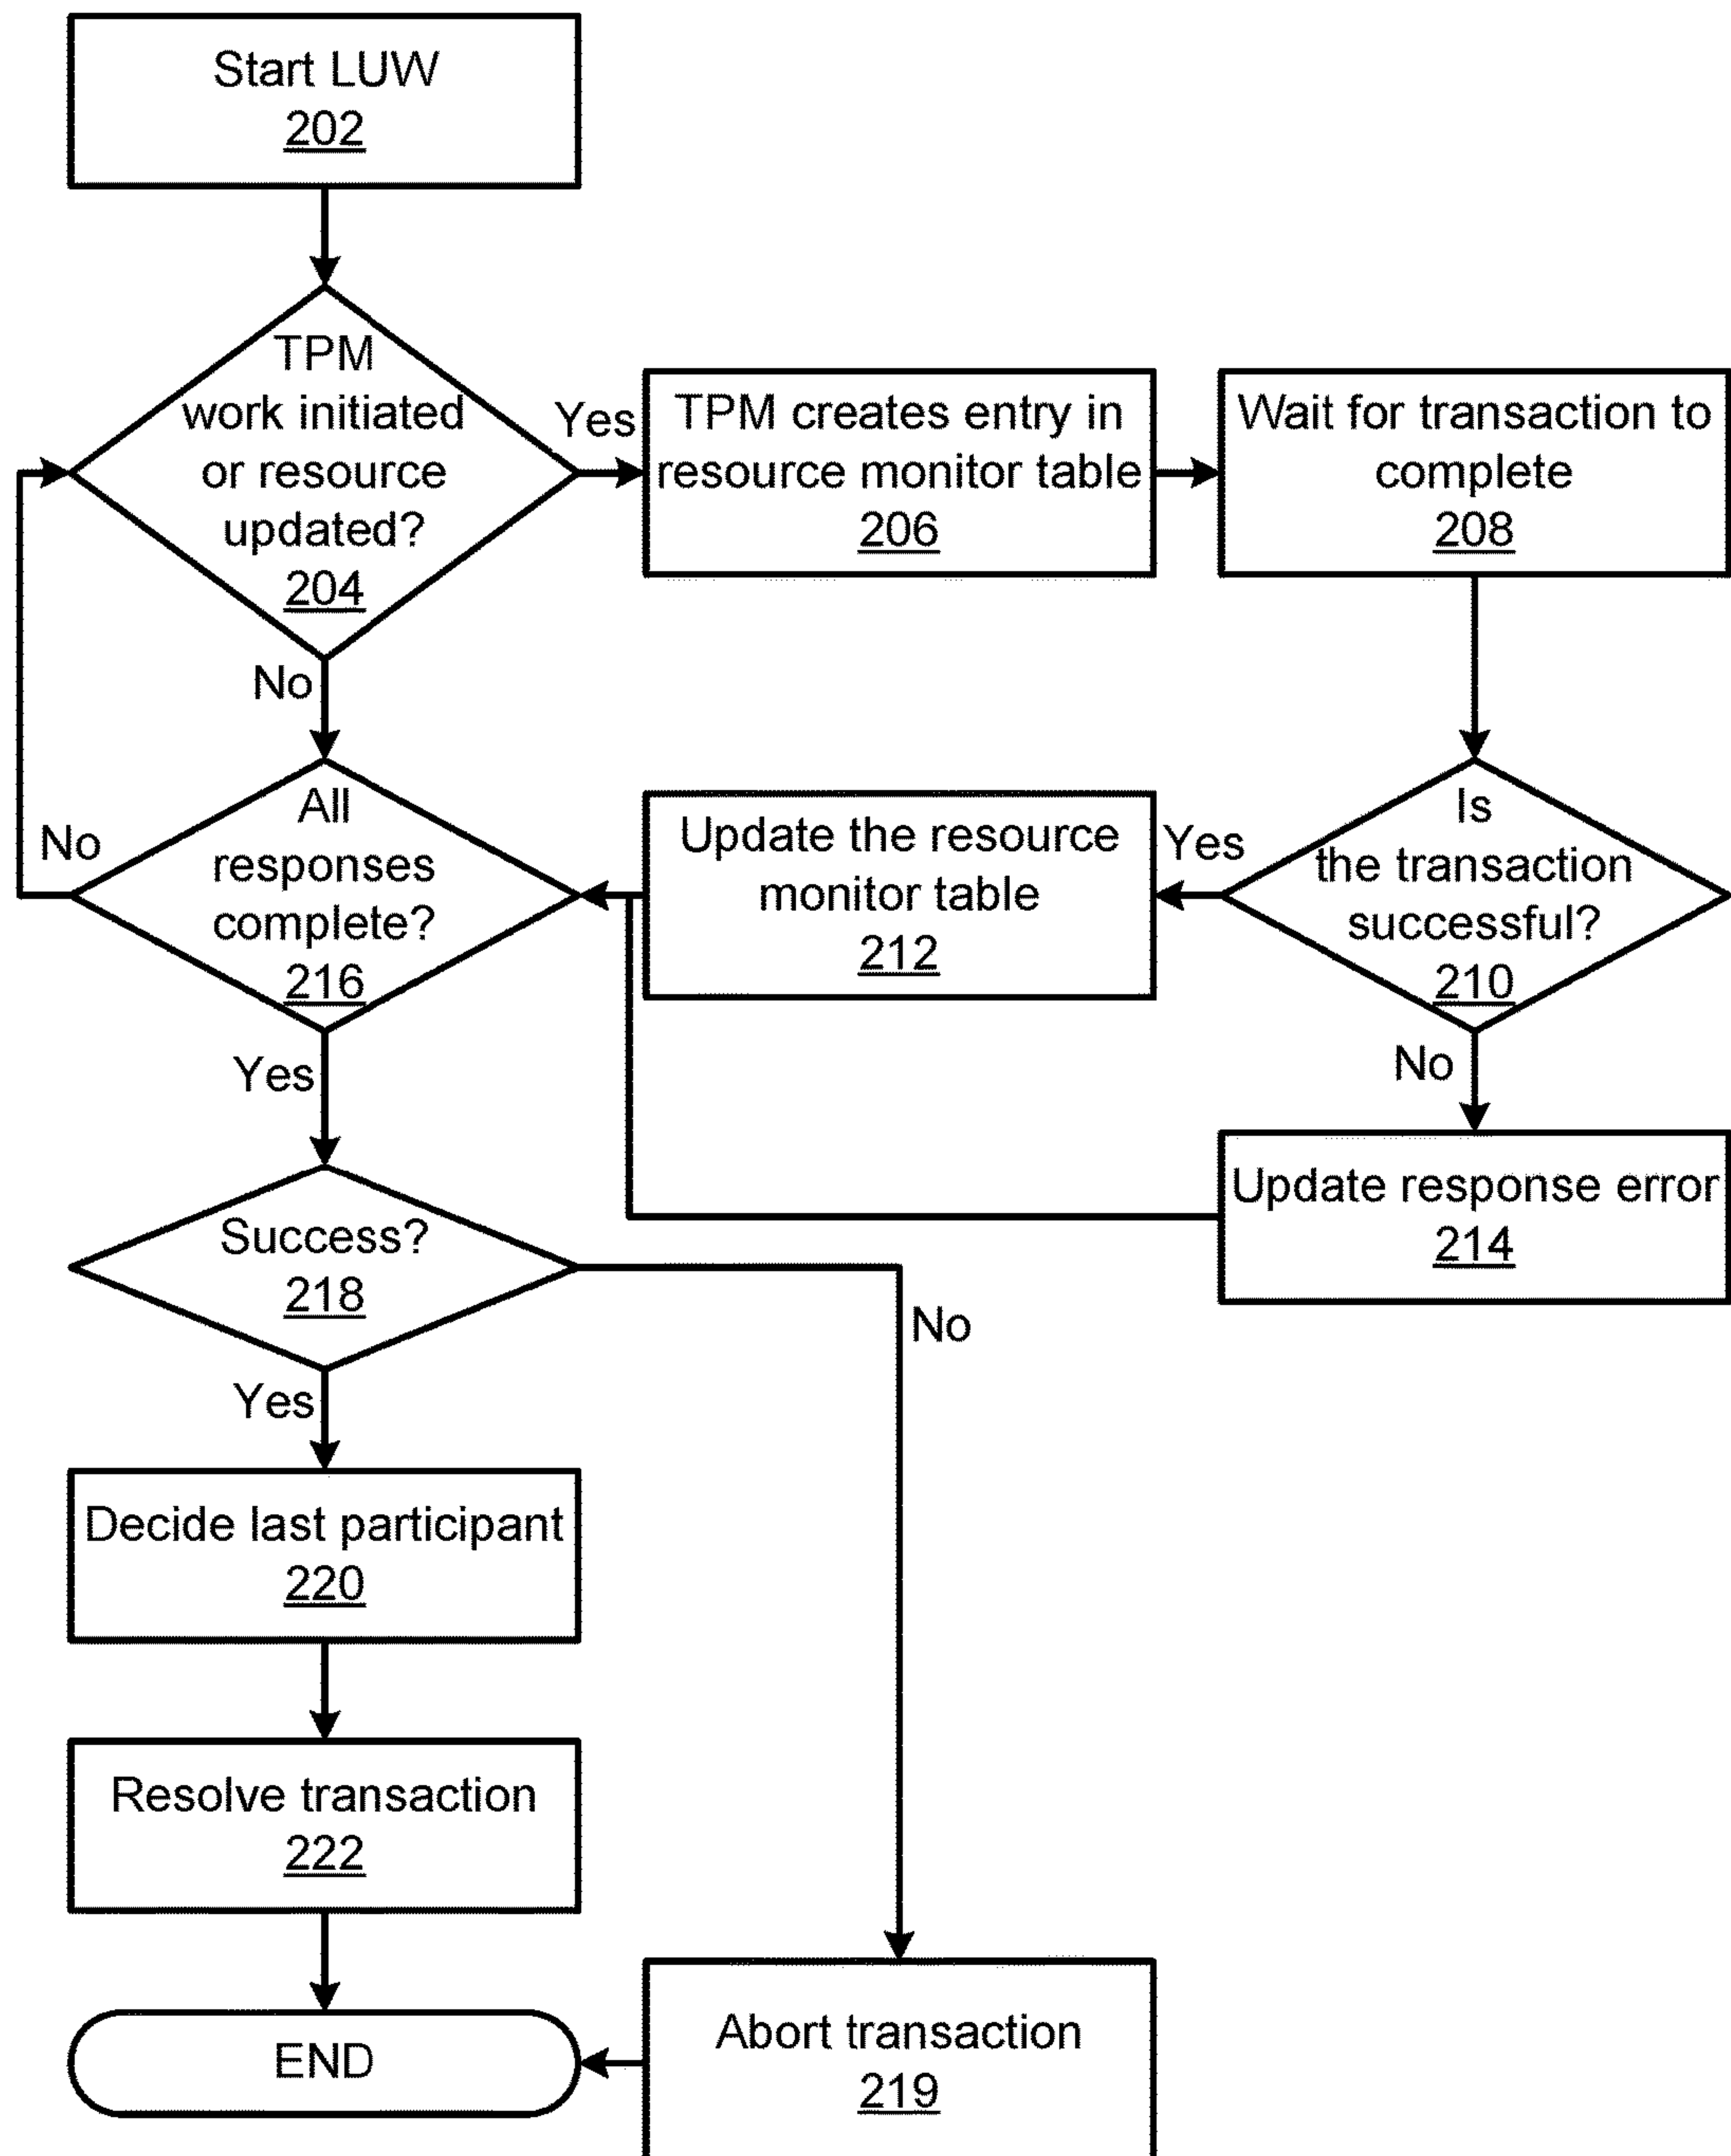 Start LUW
202
TPM
work initiated
or resource
updated?
204
Yes
TPM creates entry in
resource monitor table
206
Wait for transaction to
complete
208
No
All
responses
complete?
216
No
Update the resource
monitor table
212
Yes
Is
the transaction
successful?
210
Yes
No
Update response error
214
Success?
218
No
Yes
Decide last participant
220
Resolve transaction
222
END
Abort transaction
219